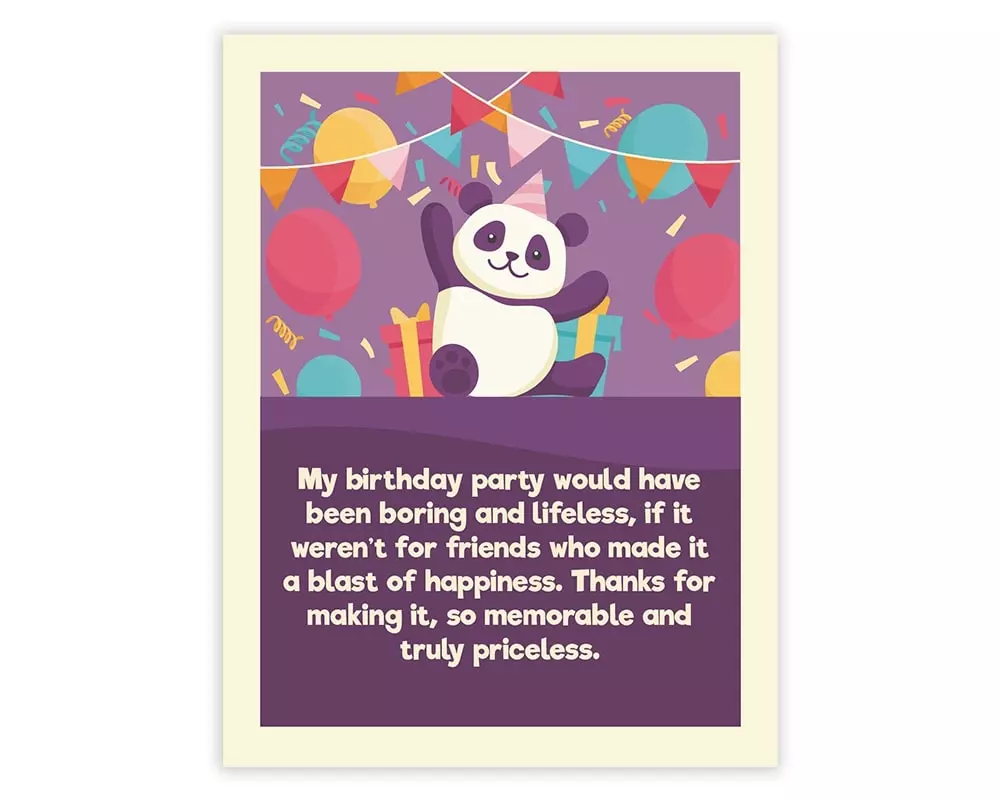 My birthday party would have
been boring and lifeless, if it
weren't for friends who made it
a blast of happiness. Thanks for
making it, so memorable and
truly priceless.